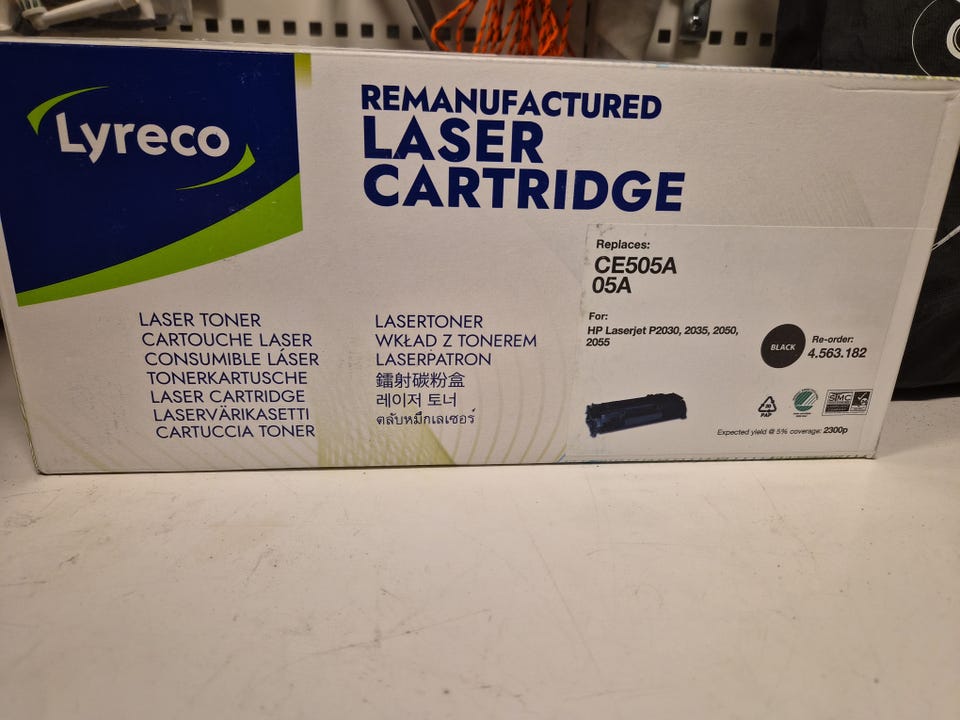 Lyreco
REMANUFACTURED
LASER
CARTRIDGE
LASER TONER
CARTOUCHE LASER
CONSUMIBLE LÁSER
TONERKARTUSCHE
LASER CARTRIDGE
LASERVÄRIKASETTI
CARTUCCIA TONER
LASERTONER
WKŁAD Z TONEREM
LASERPATRON
鐳射碳粉盒
레이저 토너
ตลับหมึกเลเซอร์
Replaces:
CE505A
05A
For:
HP Laserjet P2030, 2035, 2050,
2055
BLACK
Re-order:
4.563.182
PAP
STMC
Expected yield @ 5% coverage: 2300p